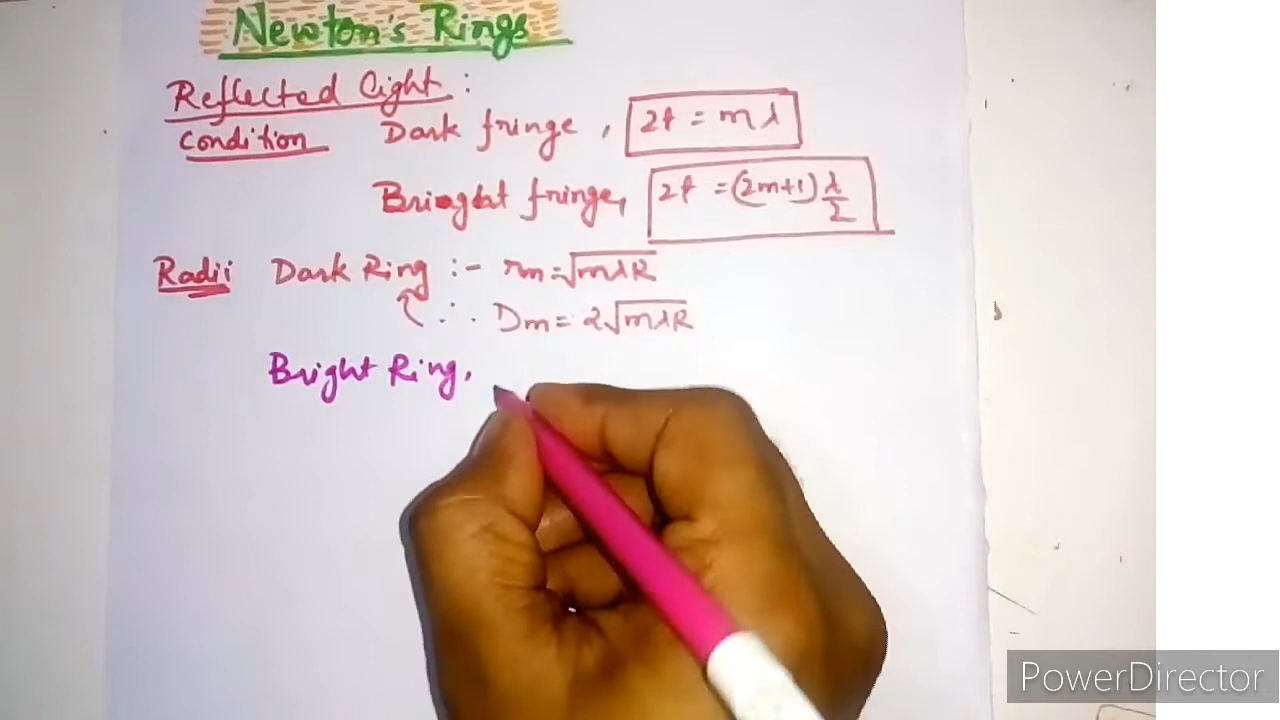 Newton's Rings
Reflected Light :
Condition Dark fringe, 2t = mλ
Bright fringe, 2t = (2m+1) λ/2
Radii Dark Ring :- rm = √mλR
∴ Dm = 2√mλR
Bright Ring,
PowerDirector